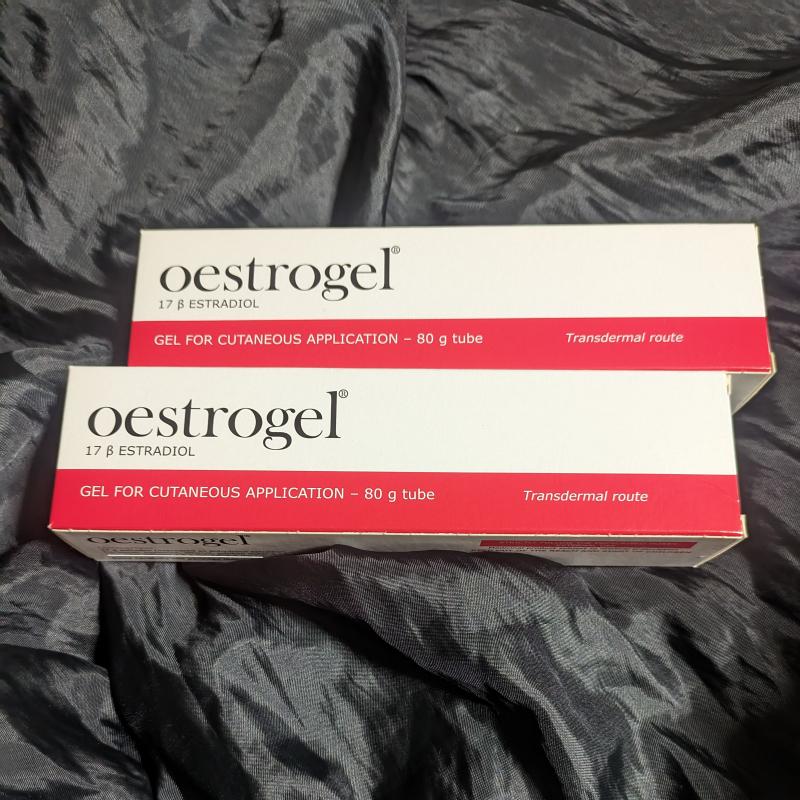 oestrogel®
17 β ESTRADIOL
GEL FOR CUTANEOUS APPLICATION – 80 g tube Transdermal route
oestrogel®
17 β ESTRADIOL
GEL FOR CUTANEOUS APPLICATION – 80 g tube Transdermal route
oestrogel